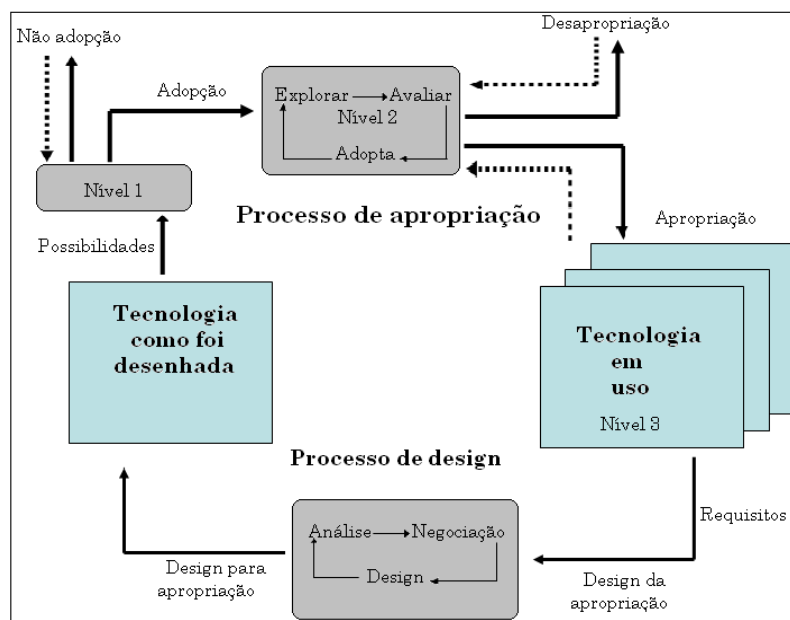 Não adopção
Desapropriação
Adopção
Explorar
Avaliar
Nível 2
Adopta
Nível 1
Processo de apropriação
Apropriação
Possibilidades
Tecnologia
como foi
desenhada
Tecnologia
em
uso
Nível 3
Processo de design
Requisitos
Análise
Negociação
Design
Design para
apropriação
Design da
apropriação